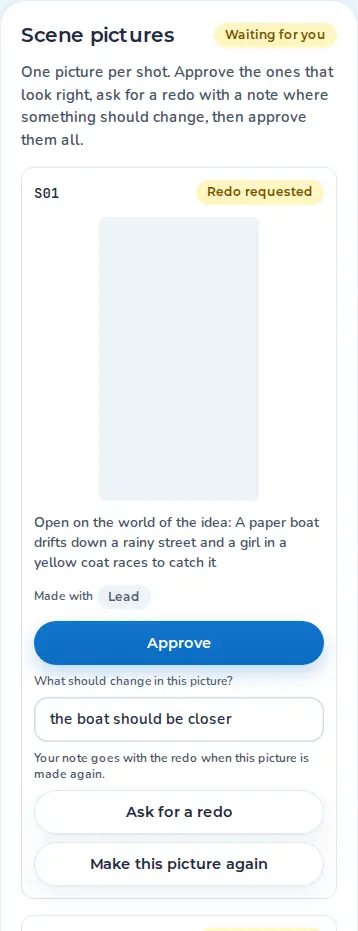 Scene pictures
Waiting for you
One picture per shot. Approve the ones that
look right, ask for a redo with a note where
something should change, then approve
them all.
S01
Redo requested
Open on the world of the idea: A paper boat
drifts down a rainy street and a girl in a
yellow coat races to catch it
Made with Lead
Approve
What should change in this picture?
the boat should be closer
Your note goes with the redo when this picture is
made again.
Ask for a redo
Make this picture again